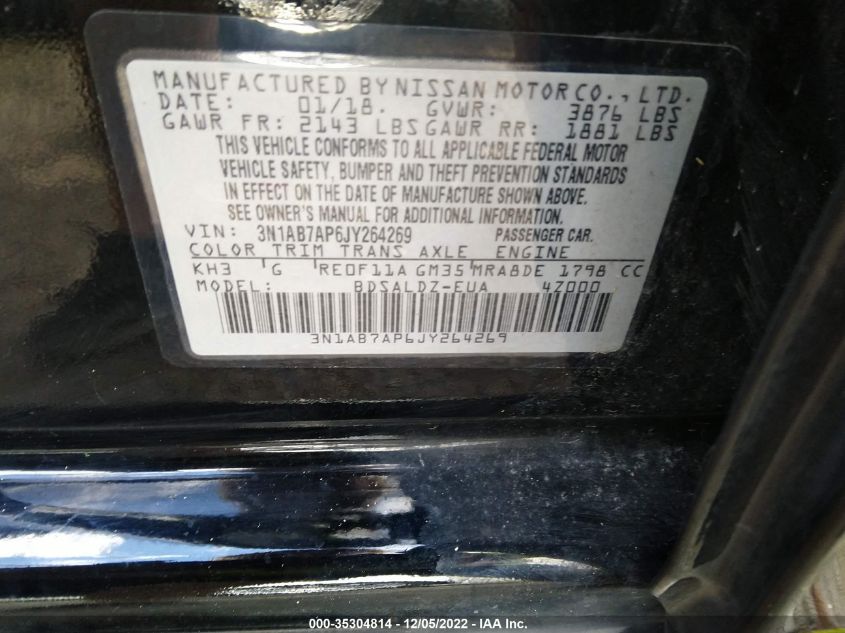 MANUFACTURED BY NISSAN MOTOR CO., LTD.
DATE: 01/18. GVWR: 3876 LBS
GAWR FR: 2143 LBS GAWR RR: 1881 LBS
THIS VEHICLE CONFORMS TO ALL APPLICABLE FEDERAL MOTOR
VEHICLE SAFETY, BUMPER AND THEFT PREVENTION STANDARDS
IN EFFECT ON THE DATE OF MANUFACTURE SHOWN ABOVE.
SEE OWNER'S MANUAL FOR ADDITIONAL INFORMATION.
VIN: 3N1AB7AP6JY264269 PASSENGER CAR.
COLOR TRIM TRANS AXLE ENGINE
KH3 G RE0F11A GM35 MRA8DE 1798 CC
MODEL: BDSALDZ-EUA 4Z000
3N1AB7AP6JY264269
000-35304814 - 12/05/2022 - IAA Inc.